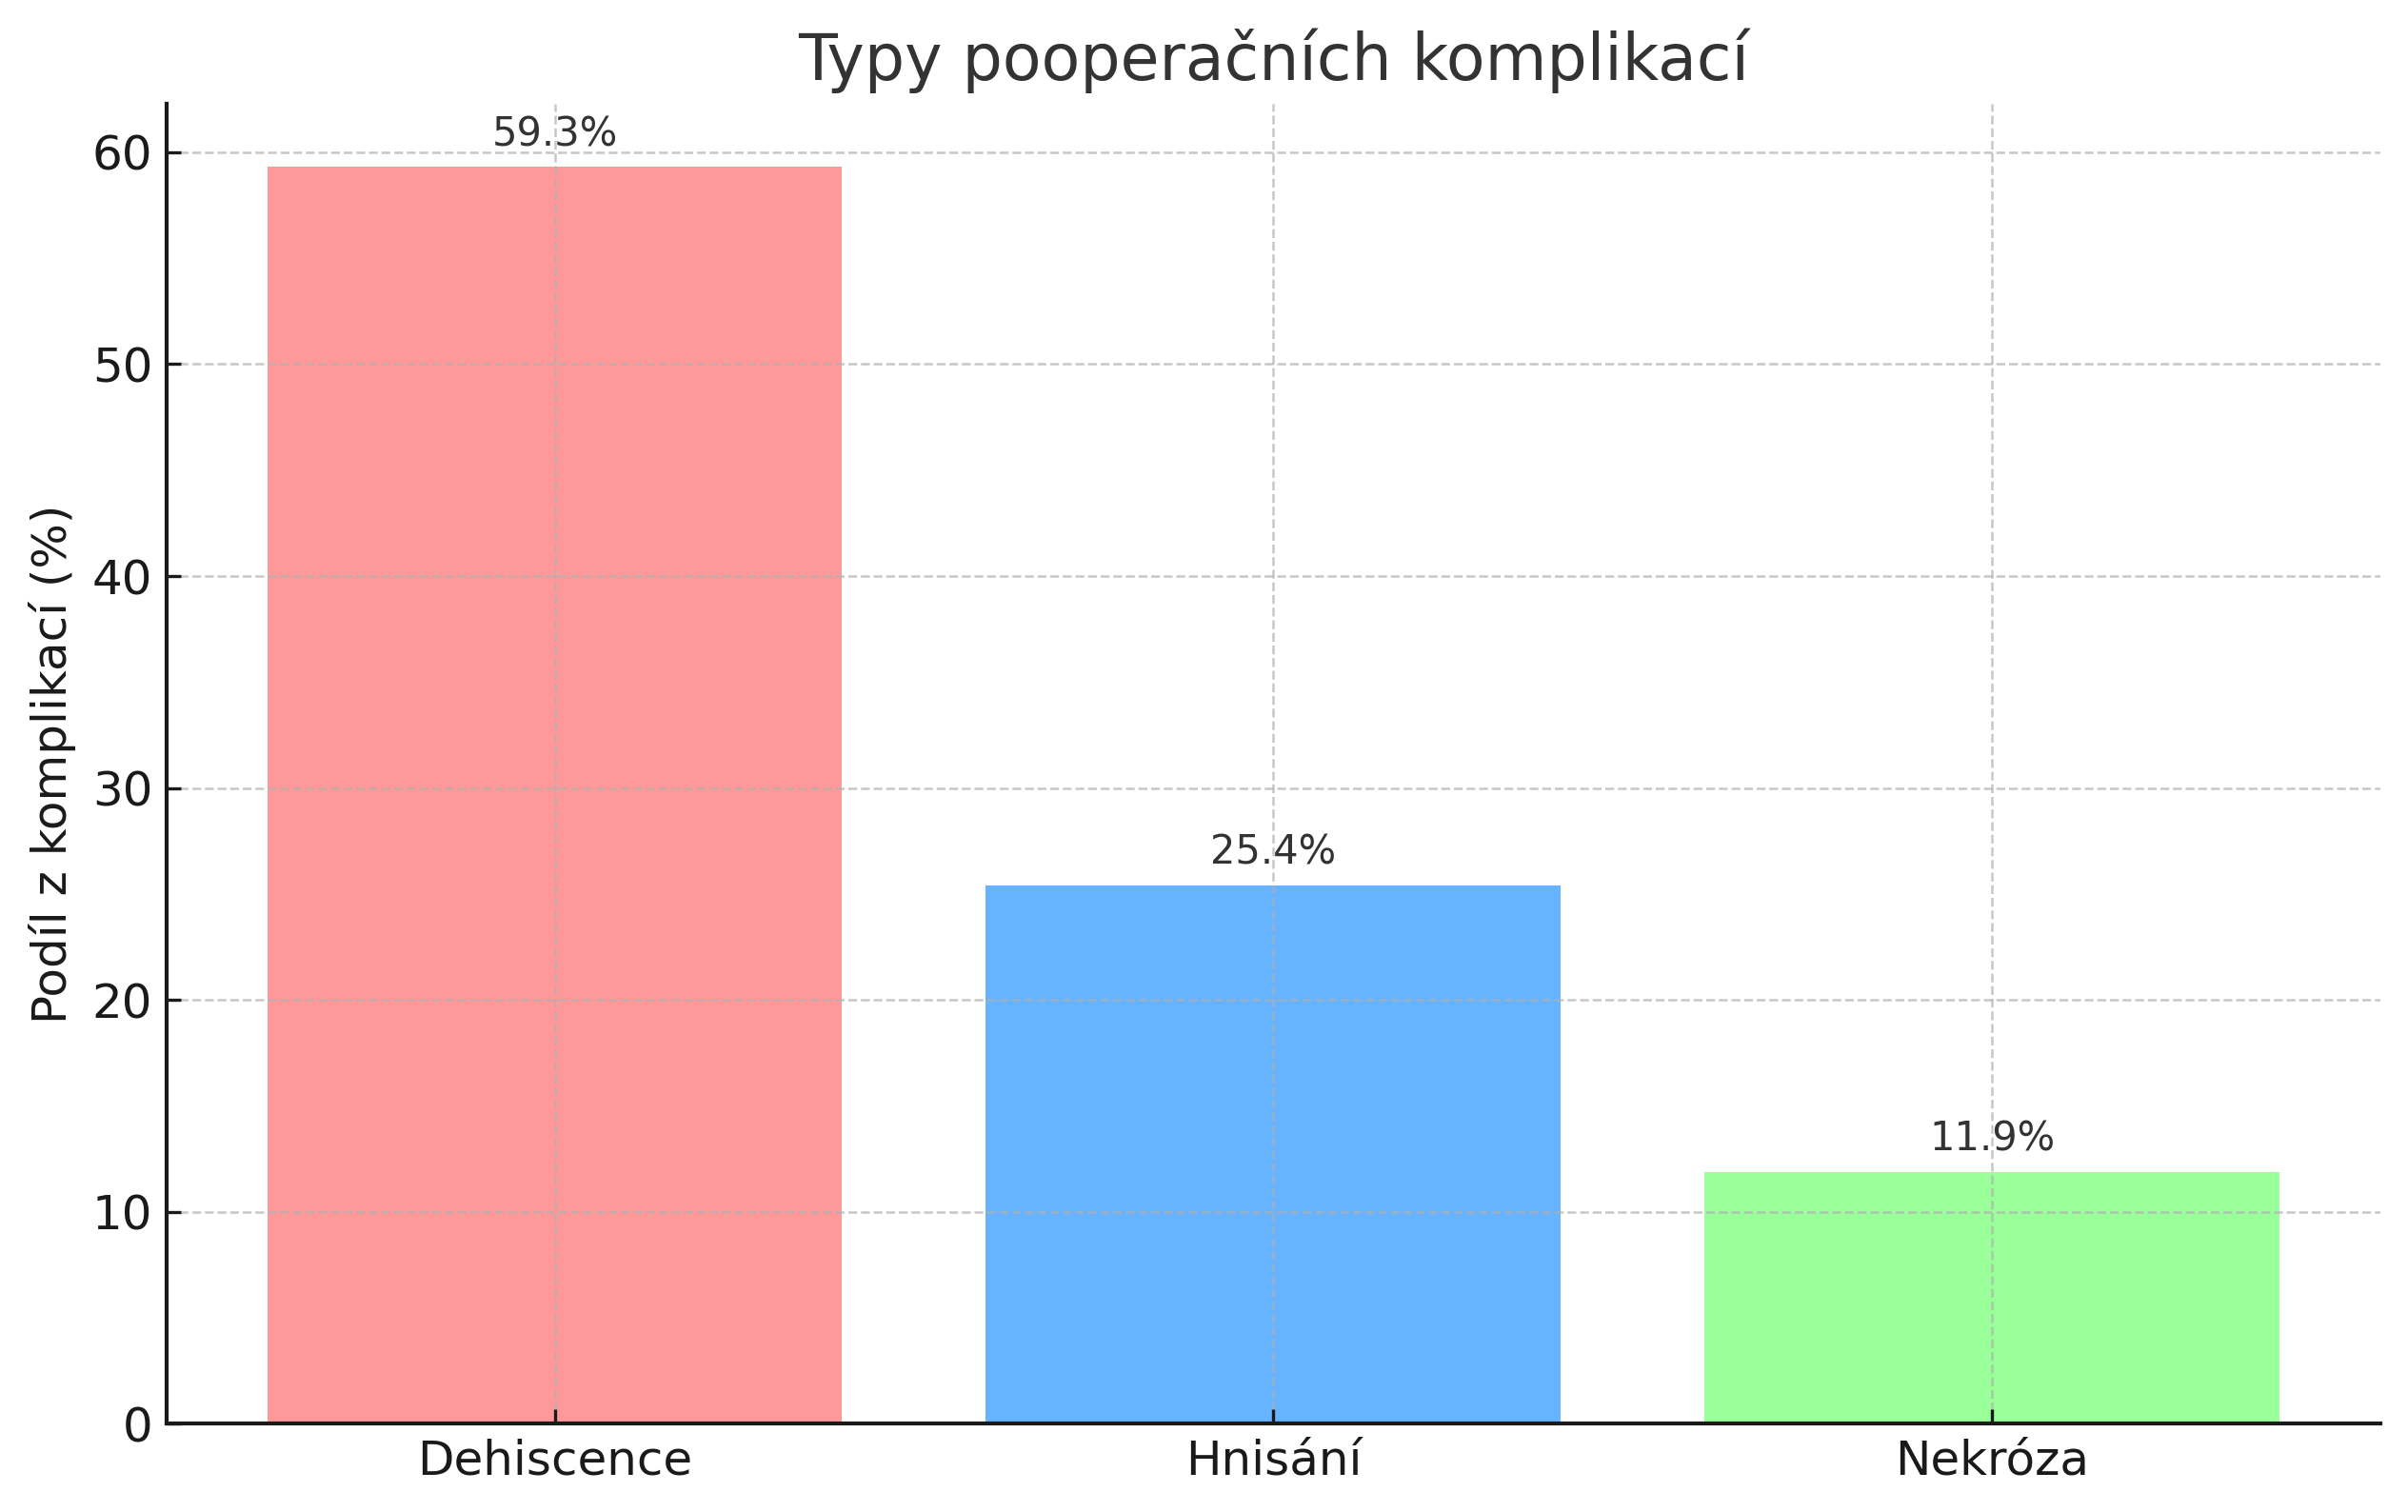 Typy pooperačních komplikací
Podíl z komplikací (%)
60
50
40
30
20
10
0
59.3%
25.4%
11.9%
Dehiscence
Hnisání
Nekróza